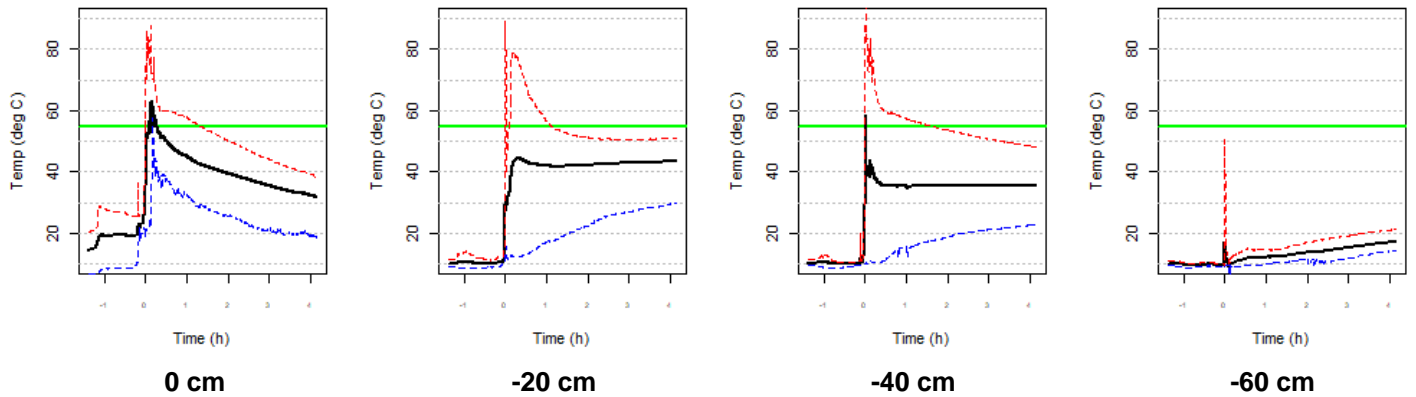 Temp (deg C)
80
60
40
20
-1 0 1 2 3 4
Time (h)
0 cm
Temp (deg C)
80
60
40
20
-1 0 1 2 3 4
Time (h)
-20 cm
Temp (deg C)
80
60
40
20
-1 0 1 2 3 4
Time (h)
-40 cm
Temp (deg C)
80
60
40
20
-1 0 1 2 3 4
Time (h)
-60 cm